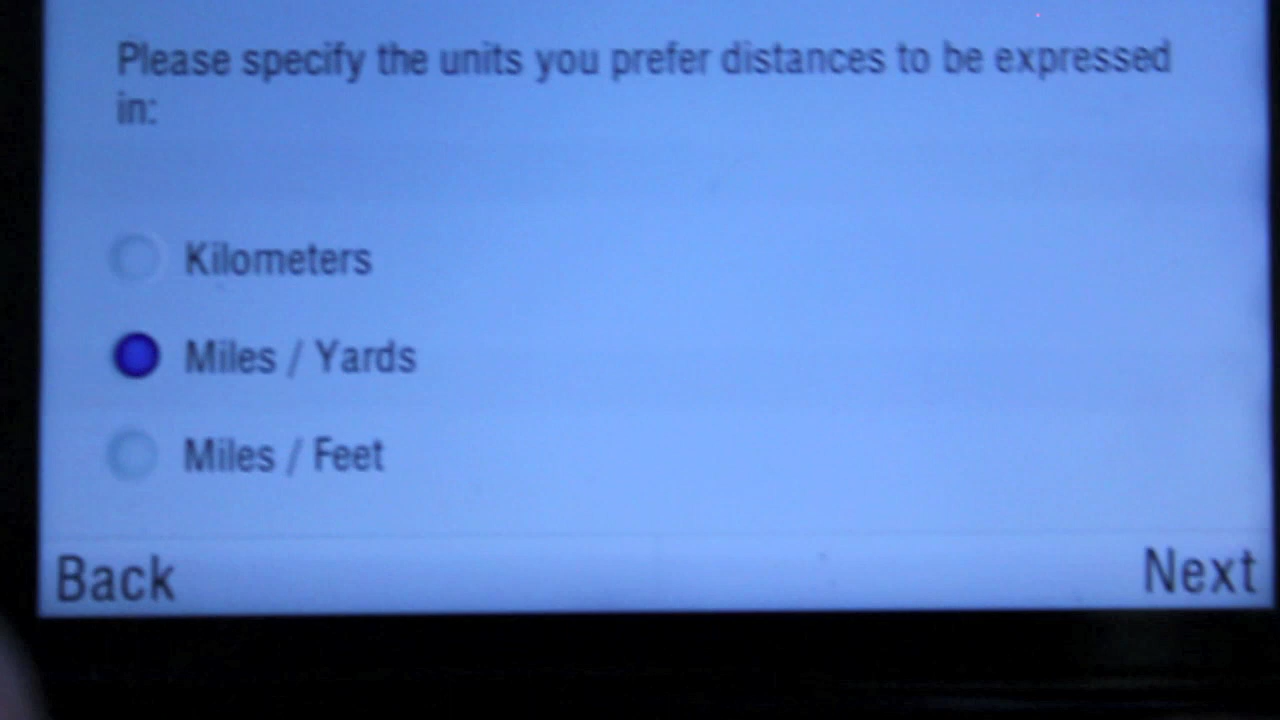 Please specify the units you prefer distances to be expressed
in:
Kilometers
Miles / Yards
Miles / Feet
Back
Next